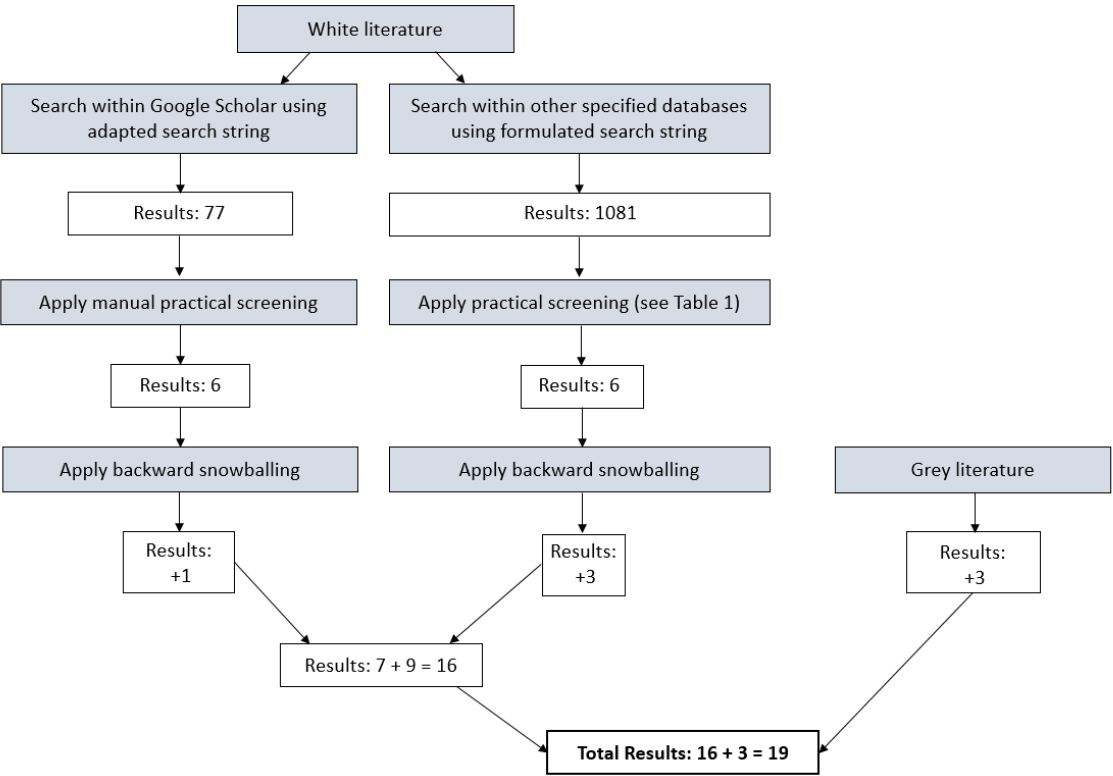 White literature
Search within Google Scholar using
adapted search string
Search within other specified databases
using formulated search string
Results: 77
Results: 1081
Apply manual practical screening
Apply practical screening (see Table 1)
Results: 6
Results: 6
Apply backward snowballing
Apply backward snowballing
Grey literature
Results:
+1
Results:
+3
Results:
+3
Results: 7 + 9 = 16
Total Results: 16 + 3 = 19